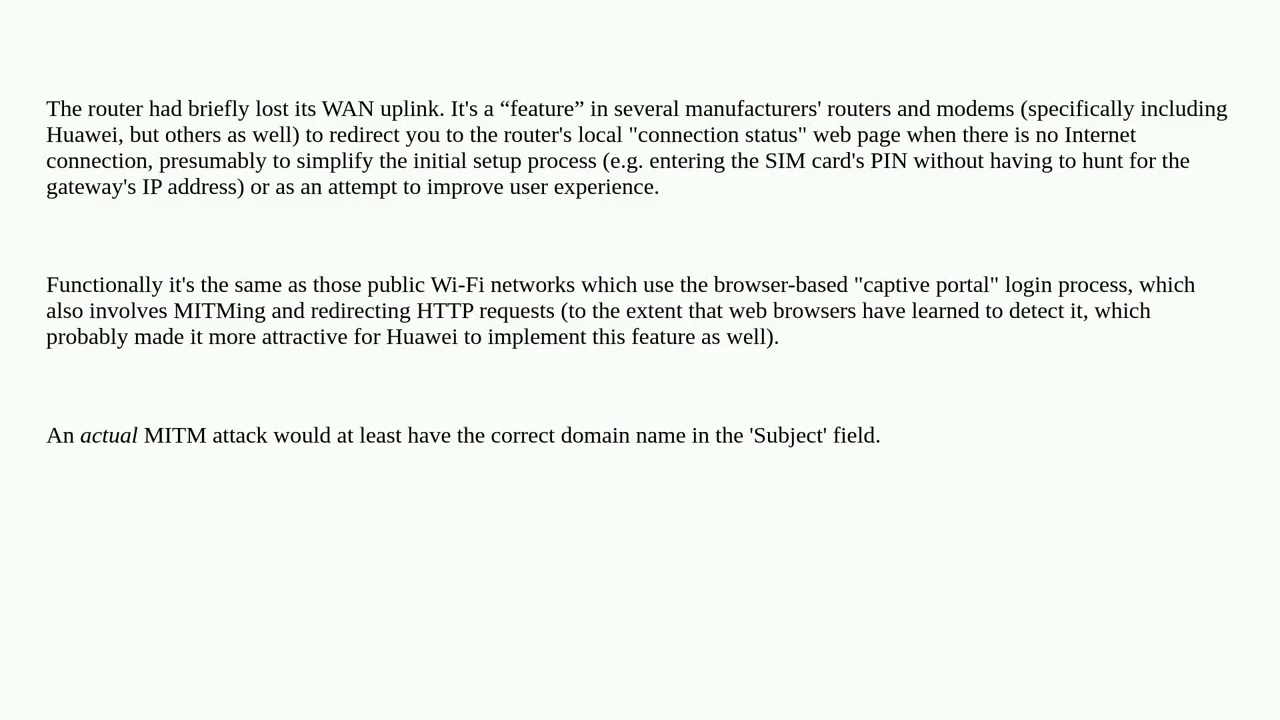 The router had briefly lost its WAN uplink. It's a “feature” in several manufacturers' routers and modems (specifically including
Huawei, but others as well) to redirect you to the router's local "connection status" web page when there is no Internet
connection, presumably to simplify the initial setup process (e.g. entering the SIM card's PIN without having to hunt for the
gateway's IP address) or as an attempt to improve user experience.
Functionally it's the same as those public Wi-Fi networks which use the browser-based "captive portal" login process, which
also involves MITMing and redirecting HTTP requests (to the extent that web browsers have learned to detect it, which
probably made it more attractive for Huawei to implement this feature as well).
An actual MITM attack would at least have the correct domain name in the 'Subject' field.